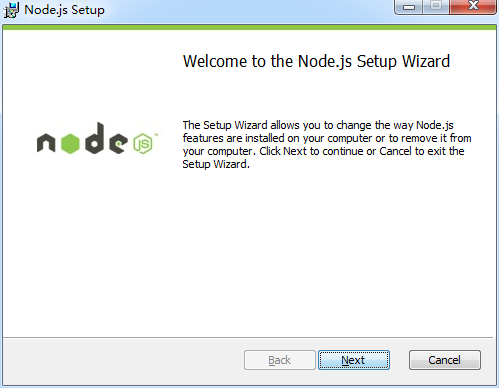 Node.js Setup
Welcome to the Node.js Setup Wizard
node JS™
The Setup Wizard allows you to change the way Node.js
features are installed on your computer or to remove it from
your computer. Click Next to continue or Cancel to exit the
Setup Wizard.
Back Next Cancel